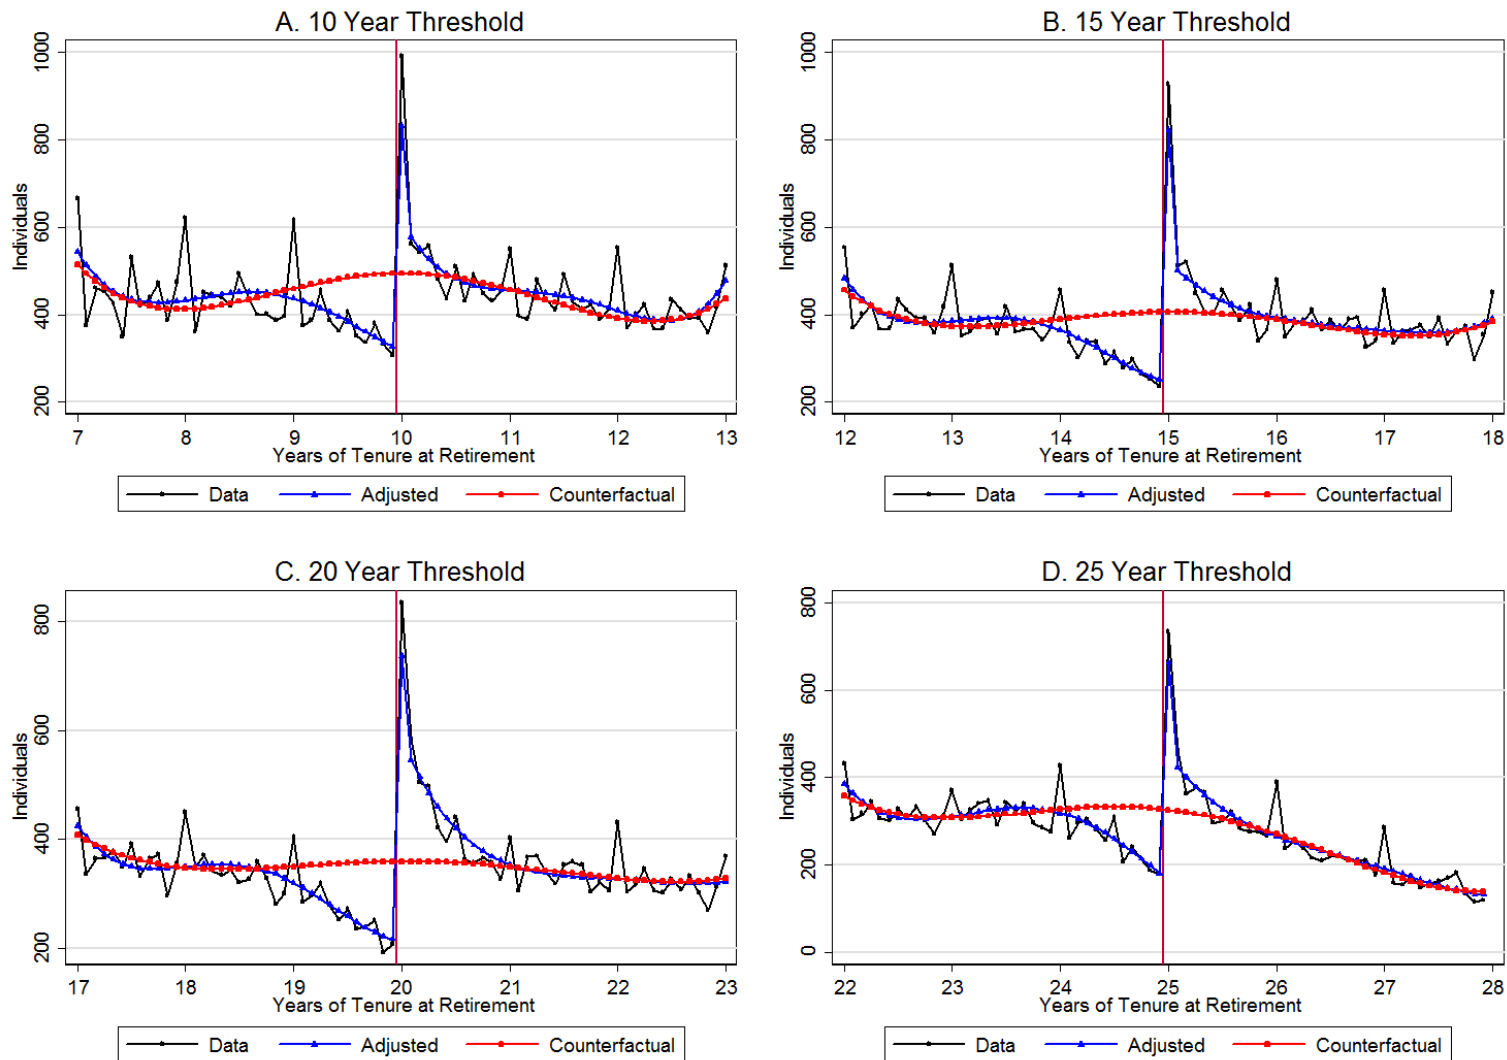 A. 10 Year Threshold
Individuals
1000
800
600
400
200
7 8 9 10 11 12 13
Years of Tenure at Retirement
Data Adjusted Counterfactual
B. 15 Year Threshold
Individuals
1000
800
600
400
200
12 13 14 15 16 17 18
Years of Tenure at Retirement
Data Adjusted Counterfactual
C. 20 Year Threshold
Individuals
800
600
400
200
17 18 19 20 21 22 23
Years of Tenure at Retirement
Data Adjusted Counterfactual
D. 25 Year Threshold
Individuals
800
600
400
200
0
22 23 24 25 26 27 28
Years of Tenure at Retirement
Data Adjusted Counterfactual